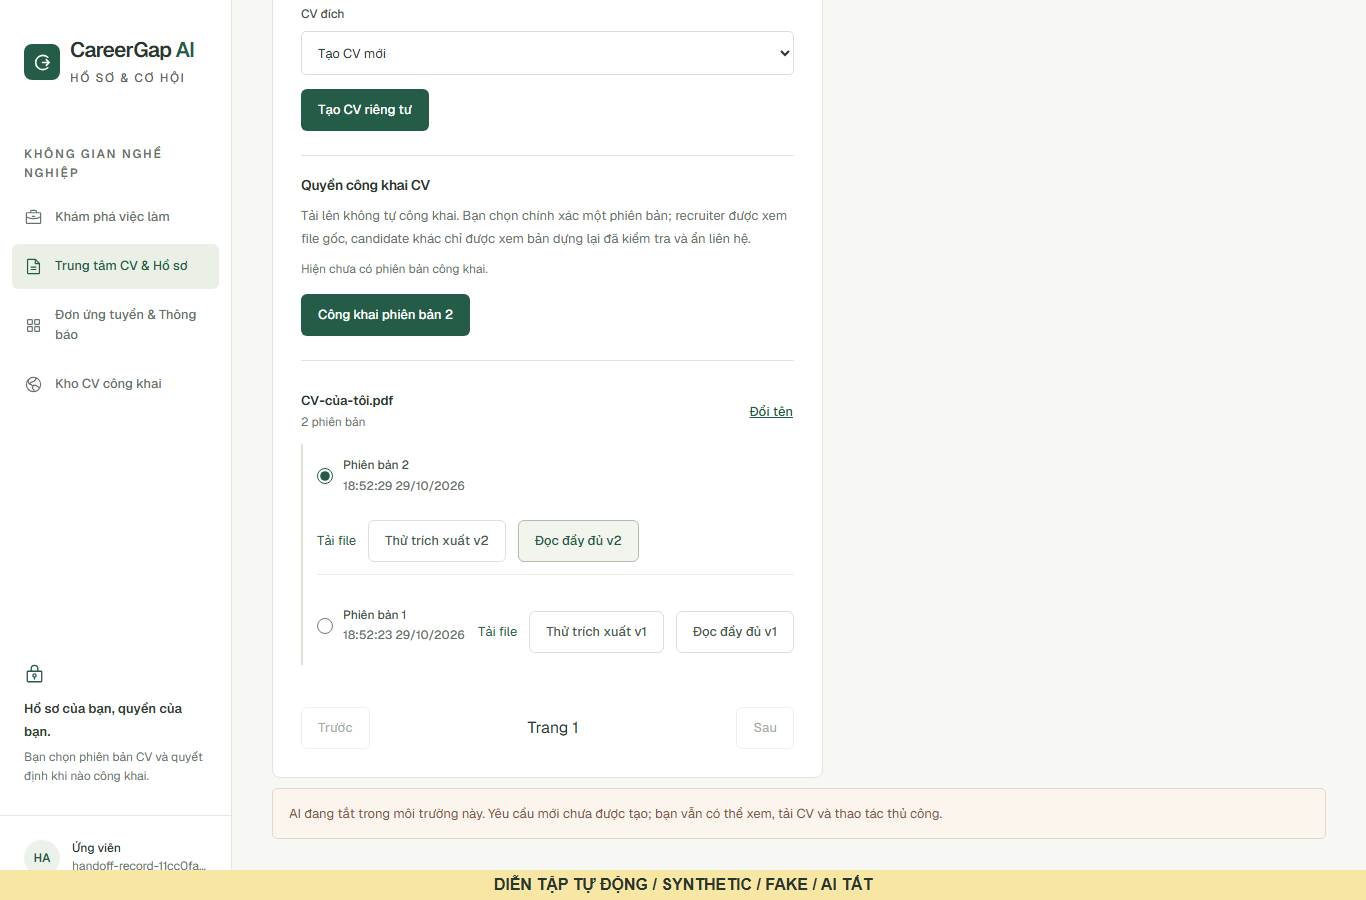 CareerGap AI
HỒ SƠ & CƠ HỘI
KHÔNG GIAN NGHỀ
NGHIỆP
Khám phá việc làm
Trung tâm CV & Hồ sơ
Đơn ứng tuyển & Thông
báo
Kho CV công khai
Hồ sơ của bạn, quyền của
bạn.
Bạn chọn phiên bản CV và quyết
định khi nào công khai.
HA
Ứng viên
handoff-record-11cc0fa...
CV đích
Tạo CV mới
Tạo CV riêng tư
Quyền công khai CV
Tải lên không tự công khai. Bạn chọn chính xác một phiên bản; recruiter được xem
file gốc, candidate khác chỉ được xem bản dựng lại đã kiểm tra và ẩn liên hệ.
Hiện chưa có phiên bản công khai.
Công khai phiên bản 2
CV-của-tôi.pdf
2 phiên bản
Đổi tên
Phiên bản 2
18:52:29 29/10/2026
Tải file
Thử trích xuất v2
Đọc đầy đủ v2
Phiên bản 1
18:52:23 29/10/2026
Tải file
Thử trích xuất v1
Đọc đầy đủ v1
Trước
Trang 1
Sau
AI đang tắt trong môi trường này. Yêu cầu mới chưa được tạo; bạn vẫn có thể xem, tải CV và thao tác thủ công.
DIỄN TẬP TỰ ĐỘNG / SYNTHETIC / FAKE / AI TẮT